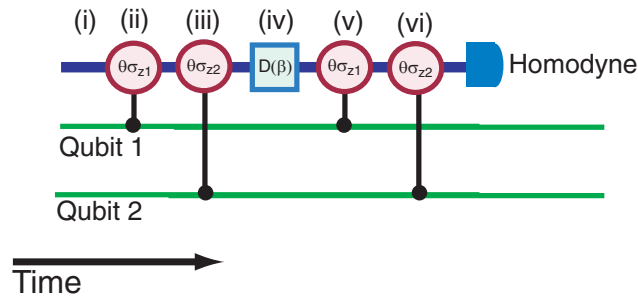 (i) (ii) (iii) (iv) (v) (vi)
θσz1 θσz2 D(β) θσz1 θσz2 Homodyne
Qubit 1
Qubit 2
Time